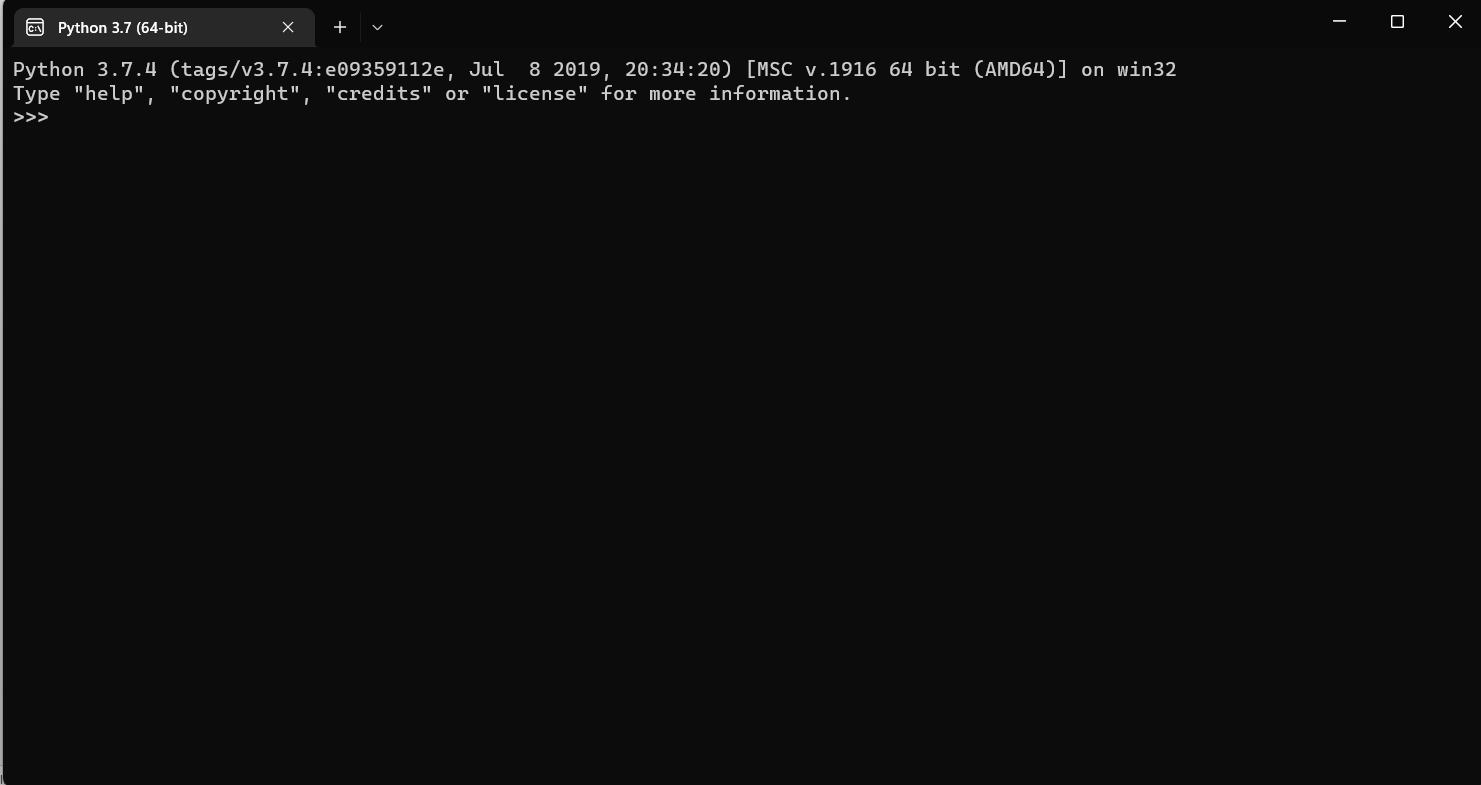 Python 3.7 (64-bit)
Python 3.7.4 (tags/v3.7.4:e09359112e, Jul  8 2019, 20:34:20) [MSC v.1916 64 bit (AMD64)] on win32
Type "help", "copyright", "credits" or "license" for more information.
>>>